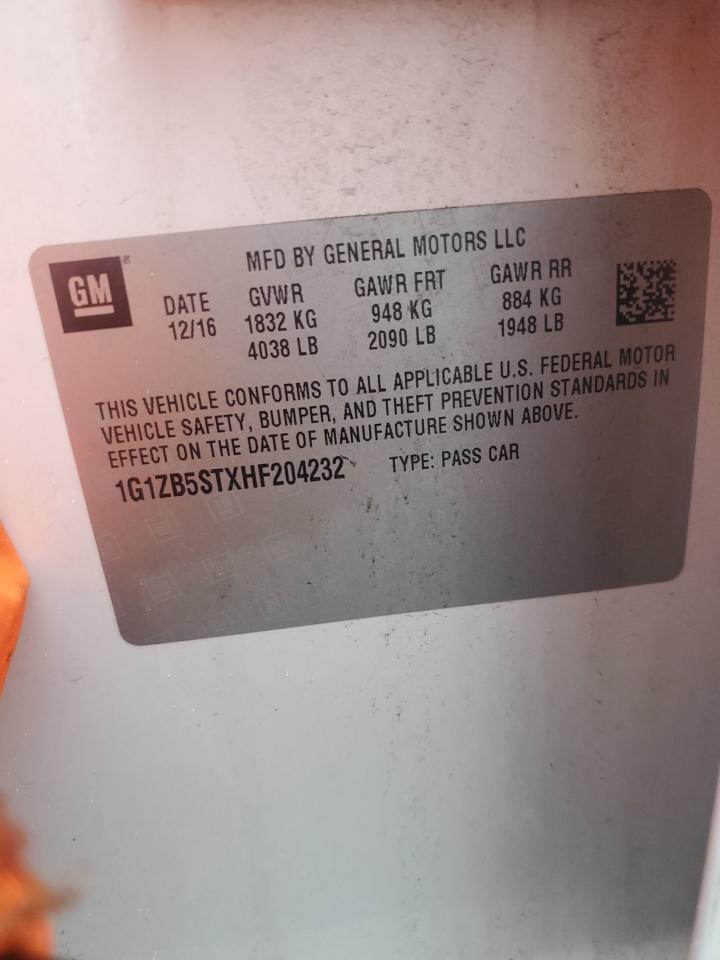 GM®
MFD BY GENERAL MOTORS LLC
DATE GVWR GAWR FRT GAWR RR
12/16 1832 KG 948 KG 884 KG
4038 LB 2090 LB 1948 LB
THIS VEHICLE CONFORMS TO ALL APPLICABLE U.S. FEDERAL MOTOR
VEHICLE SAFETY, BUMPER, AND THEFT PREVENTION STANDARDS IN
EFFECT ON THE DATE OF MANUFACTURE SHOWN ABOVE.
1G1ZB5STXHF204232 TYPE: PASS CAR